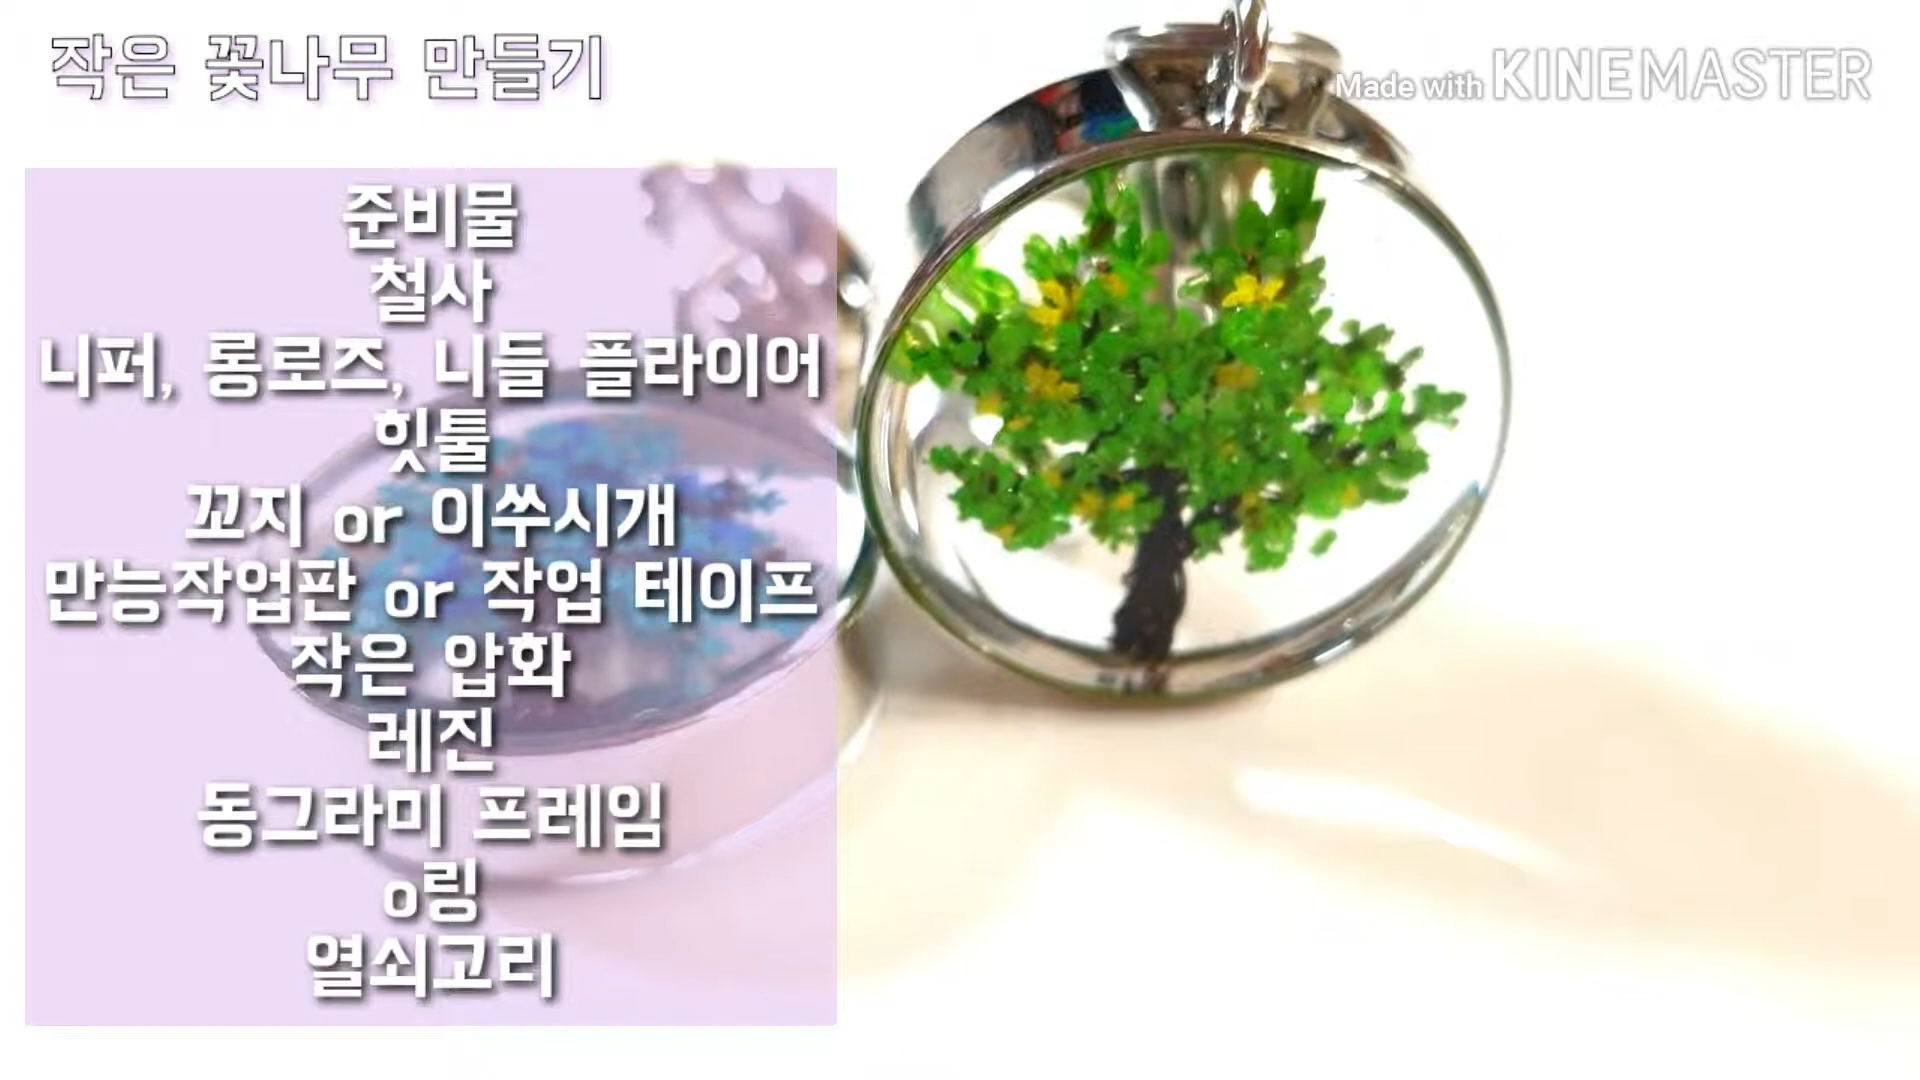 작은 꽃나무 만들기
Made with KINEMASTER
준비물
철사
니퍼, 롱로즈, 니들 플라이어
힛툴
꼬지 or 이쑤시개
만능작업판 or 작업 테이프
작은 압화
레진
동그라미 프레임
o링
열쇠고리